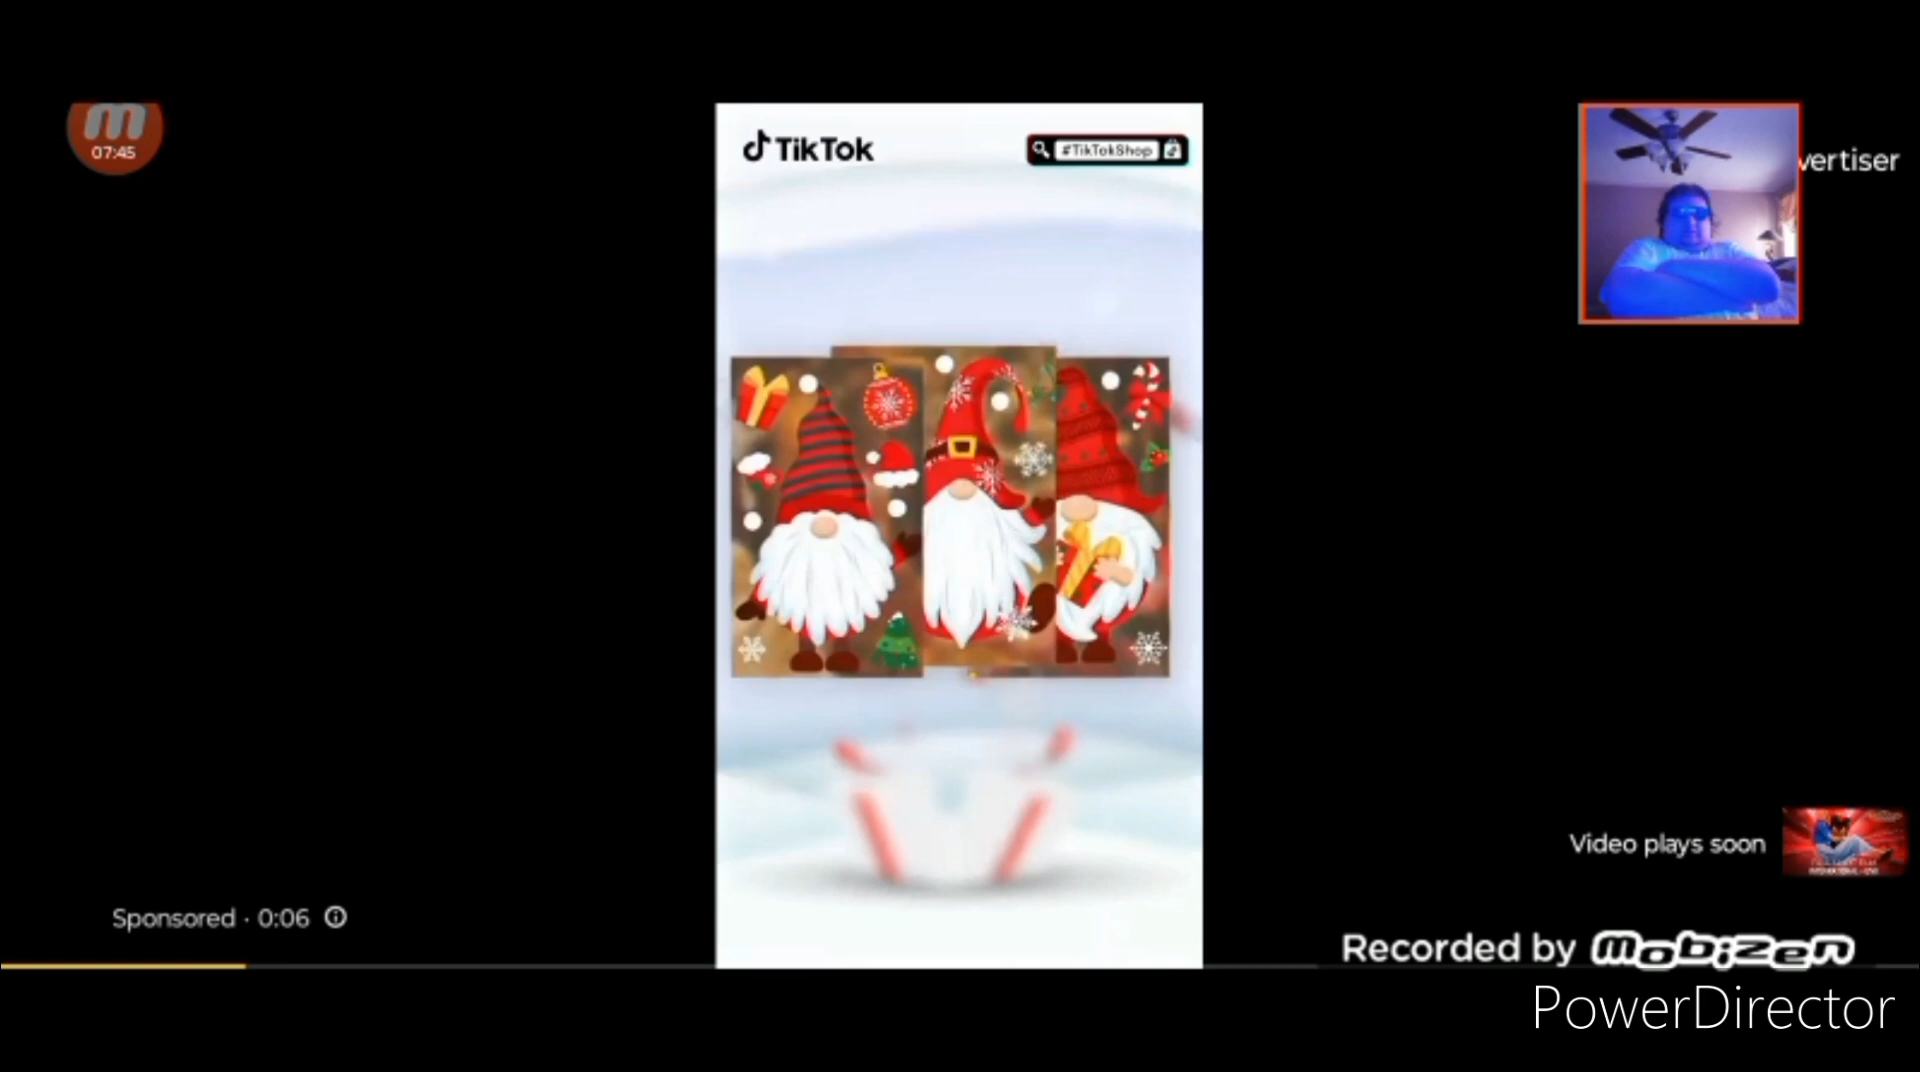 m
07:45
TikTok
#TikTokShop
vertiser
Video plays soon
Sponsored · 0:06
Recorded by mobizen
PowerDirector